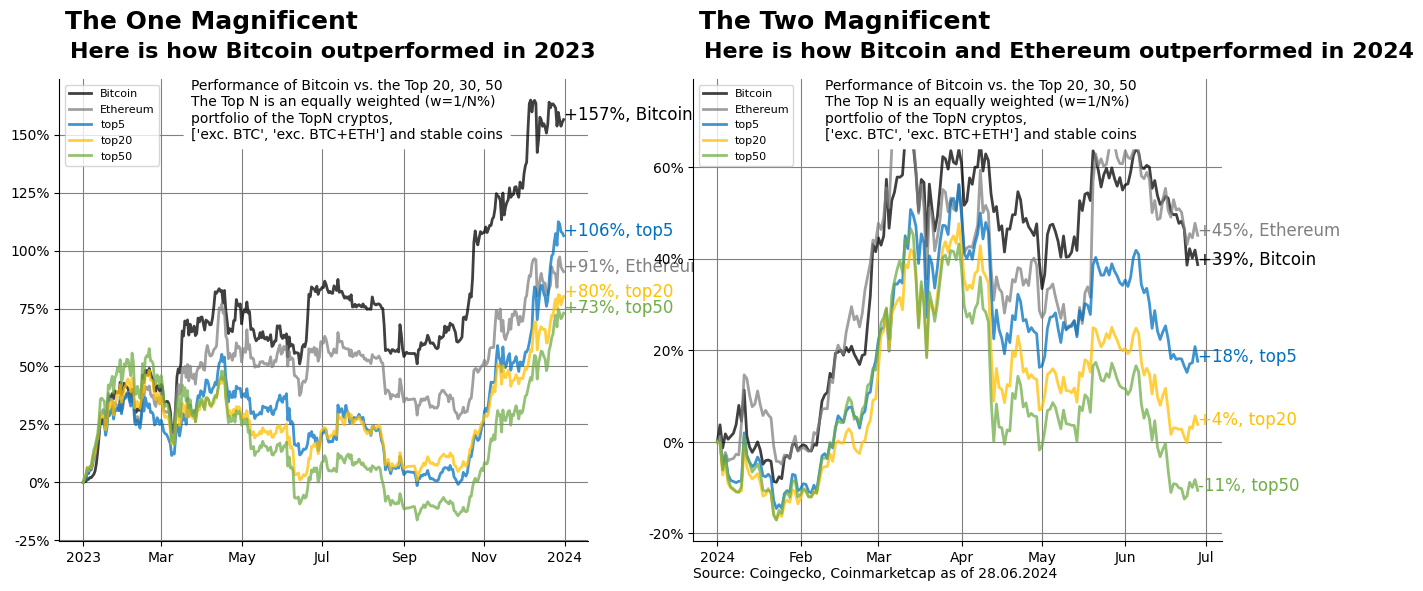 The One Magnificent
Here is how Bitcoin outperformed in 2023
Bitcoin
Ethereum
top5
top20
top50
Performance of Bitcoin vs. the Top 20, 30, 50
The Top N is an equally weighted (w=1/N%)
portfolio of the TopN cryptos,
['exc. BTC', 'exc. BTC+ETH'] and stable coins
150%
125%
100%
75%
50%
25%
0%
-25%
+157%, Bitcoin
+106%, top5
+91%, Ethereum
+80%, top20
+73%, top50
2023
Mar
May
Jul
Sep
Nov
2024
The Two Magnificent
Here is how Bitcoin and Ethereum outperformed in 2024
Bitcoin
Ethereum
top5
top20
top50
Performance of Bitcoin vs. the Top 20, 30, 50
The Top N is an equally weighted (w=1/N%)
portfolio of the TopN cryptos,
['exc. BTC', 'exc. BTC+ETH'] and stable coins
60%
40%
20%
0%
-20%
+45%, Ethereum
+39%, Bitcoin
+18%, top5
+4%, top20
-11%, top50
2024
Feb
Mar
Apr
May
Jun
Jul
Source: Coingecko, Coinmarketcap as of 28.06.2024